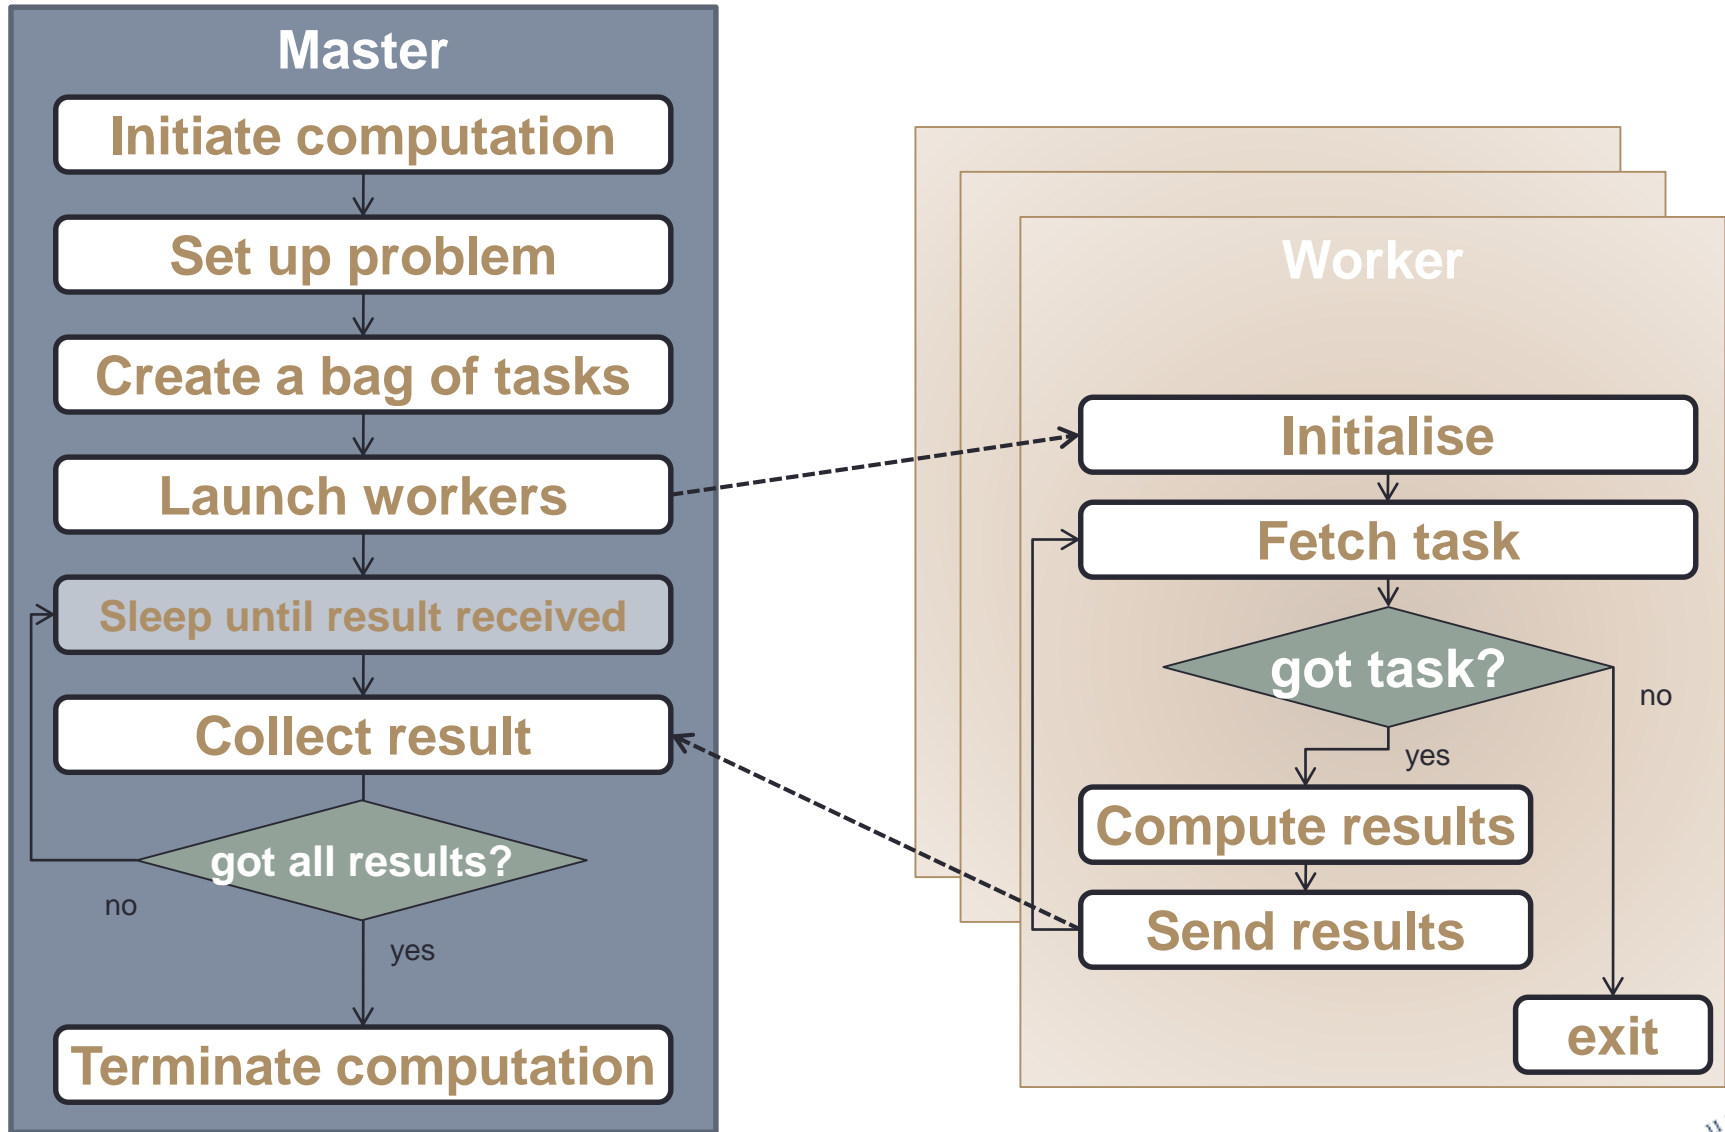 Master
Initiate computation
Set up problem
Create a bag of tasks
Launch workers
Sleep until result received
Collect result
got all results?
no
yes
Terminate computation
Worker
Initialise
Fetch task
got task?
no
yes
Compute results
Send results
exit